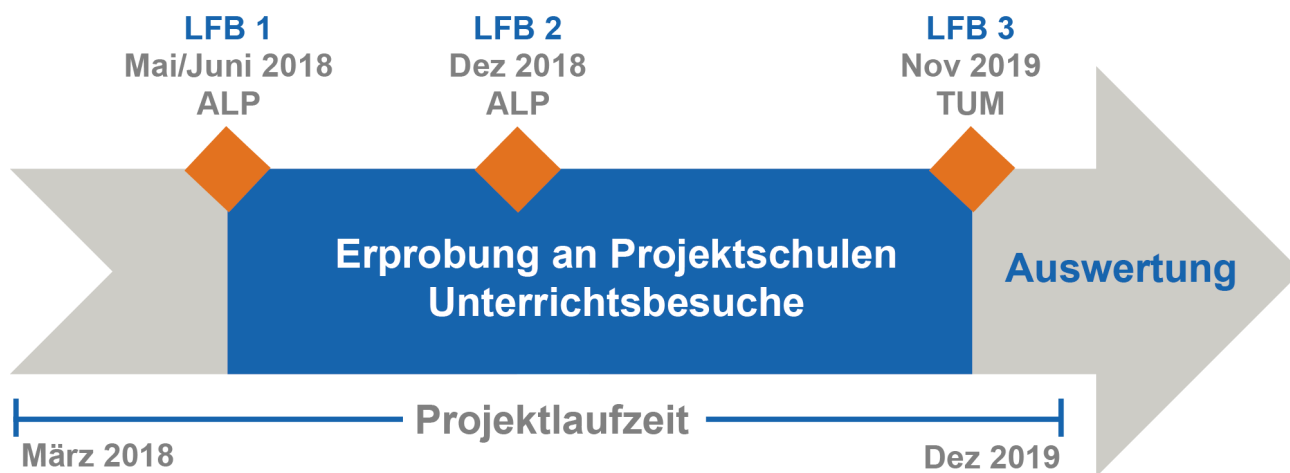 LFB 1
Mai/Juni 2018
ALP
LFB 2
Dez 2018
ALP
LFB 3
Nov 2019
TUM
Erprobung an Projektschulen
Unterrichtsbesuche
Auswertung
Projektlaufzeit
März 2018
Dez 2019